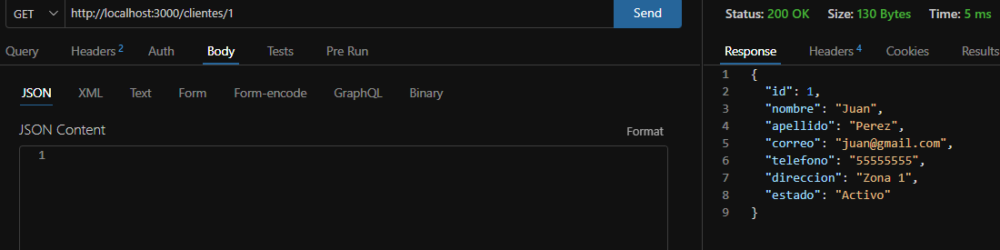 GET http://localhost:3000/clientes/1 Send
Query Headers 2 Auth Body Tests Pre Run
JSON XML Text Form Form-encode GraphQL Binary
JSON Content Format
1
Status: 200 OK Size: 130 Bytes Time: 5 ms
Response Headers 4 Cookies Results
1 {
2 "id": 1,
3 "nombre": "Juan",
4 "apellido": "Perez",
5 "correo": "juan@gmail.com",
6 "telefono": "55555555",
7 "direccion": "Zona 1",
8 "estado": "Activo"
9 }